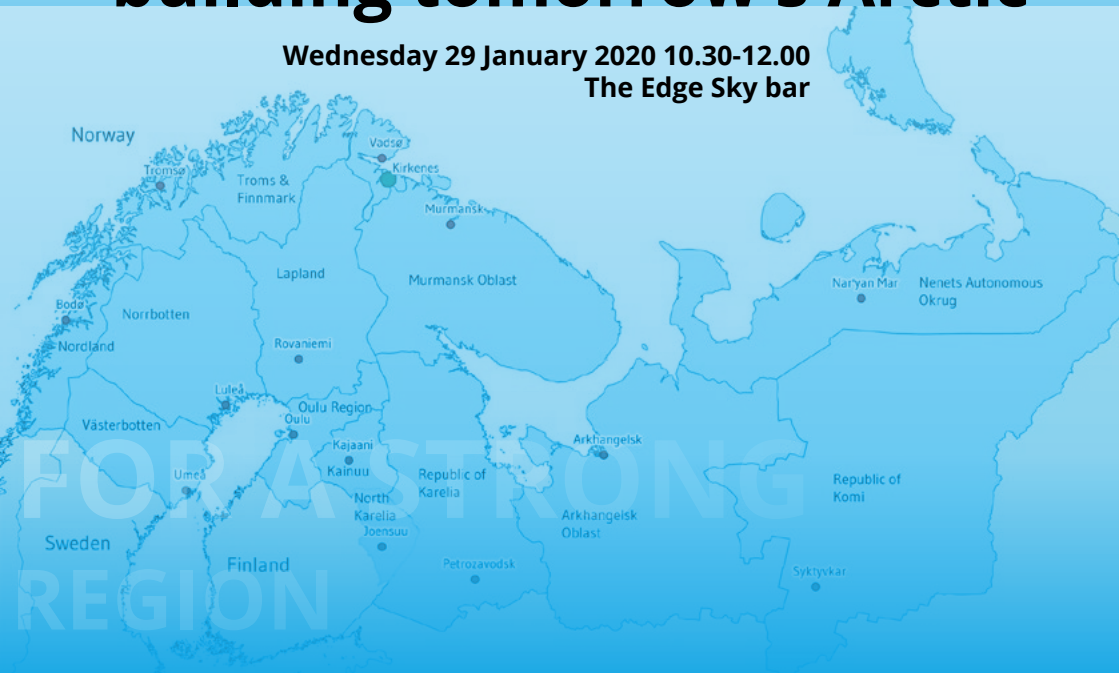 building tomorrow's Arctic
Wednesday 29 January 2020 10.30-12.00
The Edge Sky bar
Norway
Vadsø
Kirkenes
Tromsø
Troms &
Finnmark
Murmansk
Lapland
Murmansk Oblast
Nar'yan Mar
Nenets Autonomous
Okrug
Bodø
Norrbotten
Nordland
Rovaniemi
Luleå
Oulu Region
Oulu
Västerbotten
Kajaani
Kainuu
Arkhangelsk
FOR A STRONG
Umeå
Republic of
Karelia
Republic of
Komi
North
Karelia
Joensuu
Arkhangelsk
Oblast
Sweden
Finland
Petrozavodsk
Syktyvkar
REGION